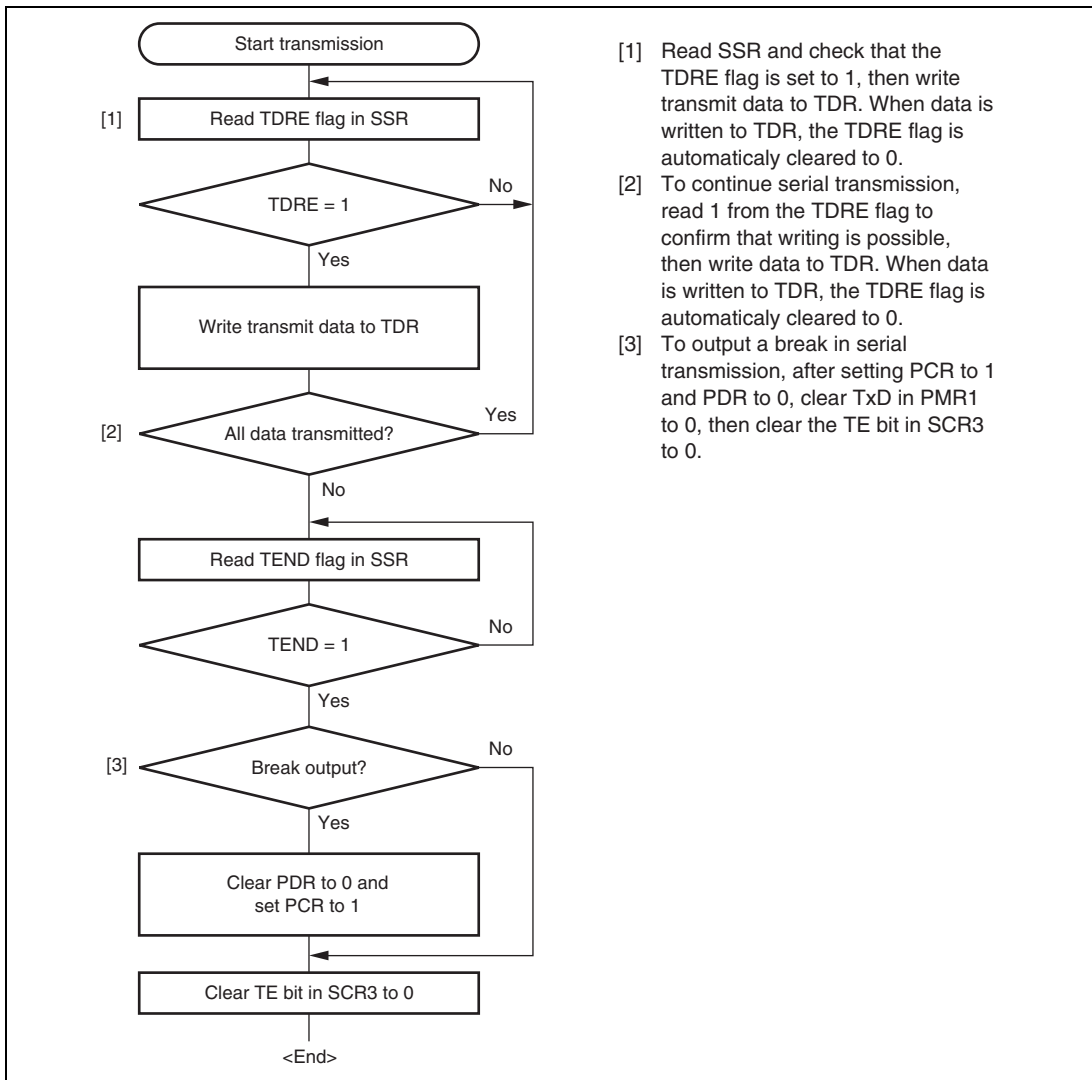 Start transmission
[1] Read TDRE flag in SSR
TDRE = 1
No
Yes
Write transmit data to TDR
[2] All data transmitted?
Yes
No
Read TEND flag in SSR
TEND = 1
No
Yes
[3] Break output?
No
Yes
Clear PDR to 0 and
set PCR to 1
Clear TE bit in SCR3 to 0
<End>
[1] Read SSR and check that the
TDRE flag is set to 1, then write
transmit data to TDR. When data is
written to TDR, the TDRE flag is
automaticaly cleared to 0.
[2] To continue serial transmission,
read 1 from the TDRE flag to
confirm that writing is possible,
then write data to TDR. When data
is written to TDR, the TDRE flag is
automaticaly cleared to 0.
[3] To output a break in serial
transmission, after setting PCR to 1
and PDR to 0, clear TxD in PMR1
to 0, then clear the TE bit in SCR3
to 0.